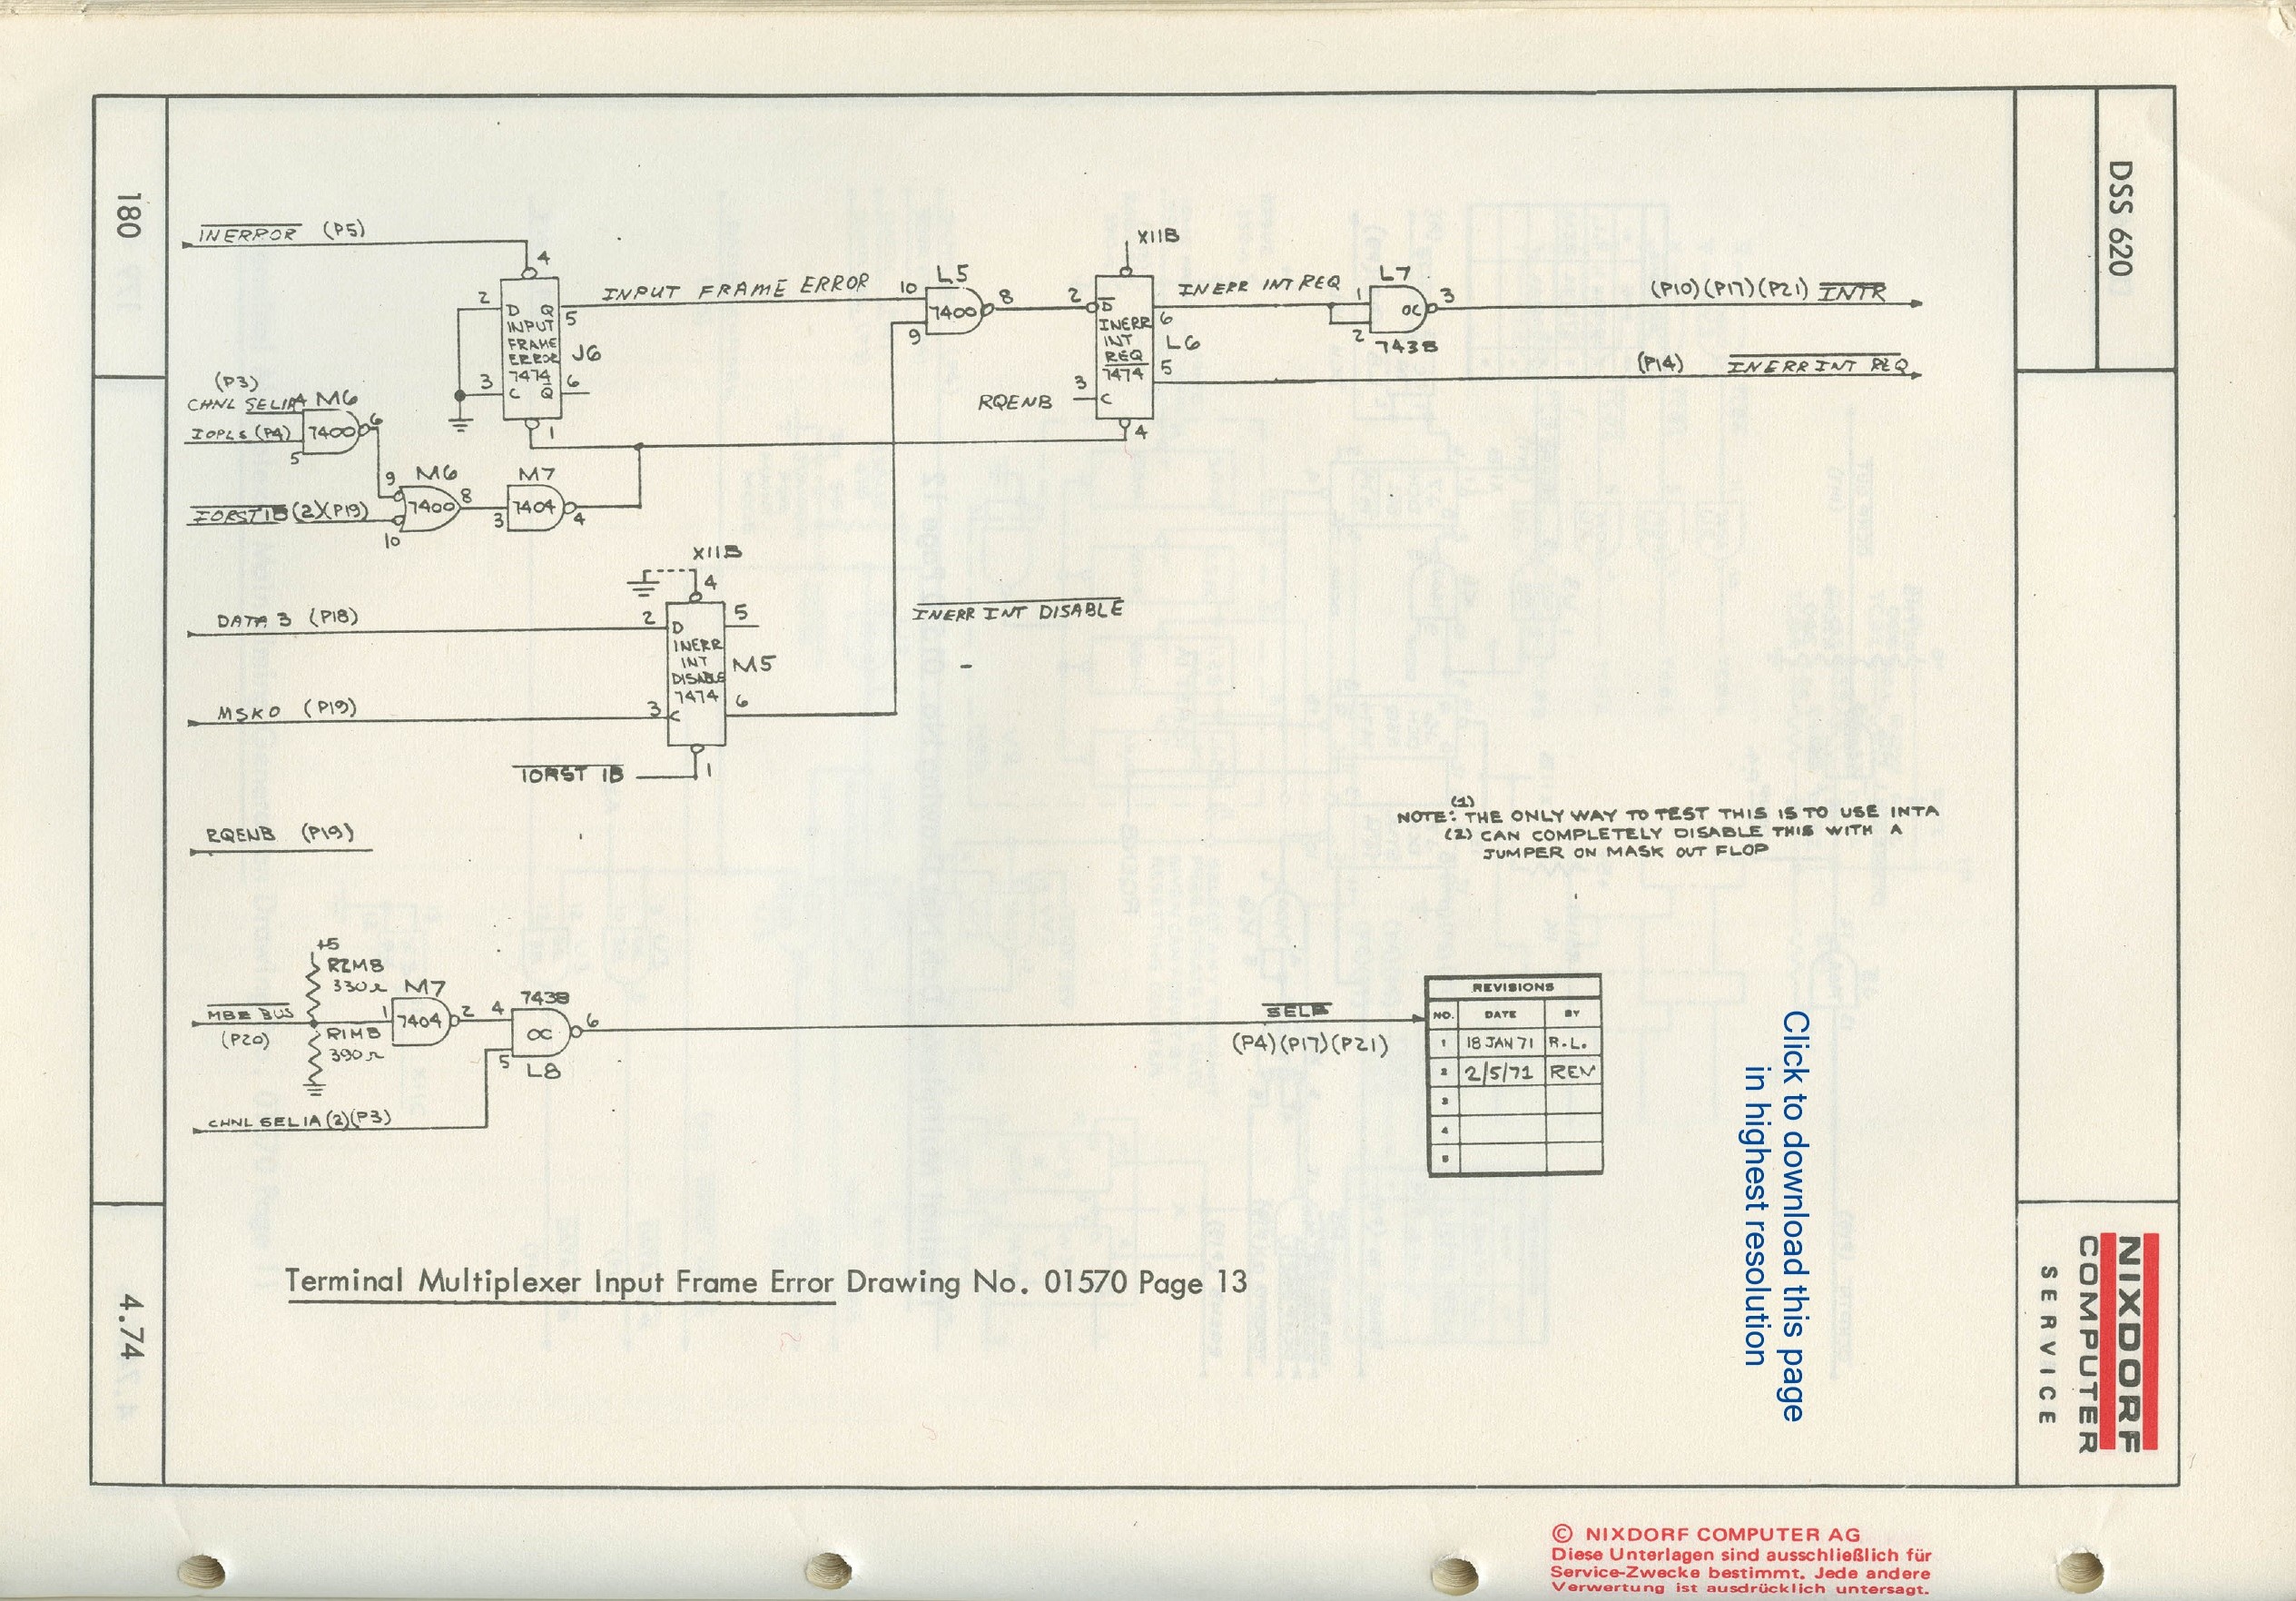 180
DSS 620
INERROR (P5)
4
2
D Q
5
INPUT
FRAME
ERROR
J6
7474
3
C Q
6
1
INPUT FRAME ERROR
10
L5
7400
8
9
X11B
2
D
INERR
INT
REQ
7474
6
L6
5
3
C
4
RQENB
INERR INT REQ
1
L7
OC
3
2
7438
(P10)(P17)(P21) INTR
(P14) INERR INT REQ
(P3)
CHNL SEL1A
4
M6
IOPLS (P4)
7400
6
5
9
M6
7400
8
IORST1B (2)(P19)
10
M7
3
7404
4
X11B
4
DATA 3 (P18)
2
D
5
INERR
INT
DISABLE
7474
M5
MSKO (P19)
3
C
6
IORST 1B
1
INERR INT DISABLE
RQENB (P19)
(1)
NOTE: THE ONLY WAY TO TEST THIS IS TO USE INTA
(2) CAN COMPLETELY DISABLE THIS WITH A
JUMPER ON MASK OUT FLOP
+5
R2MB
330Ω
MBE BUS
(P20)
R1MB
390Ω
M7
1
7404
2
7438
4
OC
6
5
L8
CHNL SEL1A (2)(P3)
SELB
(P4)(P17)(P21)
REVISIONS
NO. DATE BY
1 18 JAN 71 R.L.
2 2/5/71 REV
3
4
5
Click to download this page
in highest resolution
Terminal Multiplexer Input Frame Error Drawing No. 01570 Page 13
4.74
NIXDORF
COMPUTER
SERVICE
© NIXDORF COMPUTER AG
Diese Unterlagen sind ausschließlich für
Service-Zwecke bestimmt. Jede andere
Verwertung ist ausdrücklich untersagt.